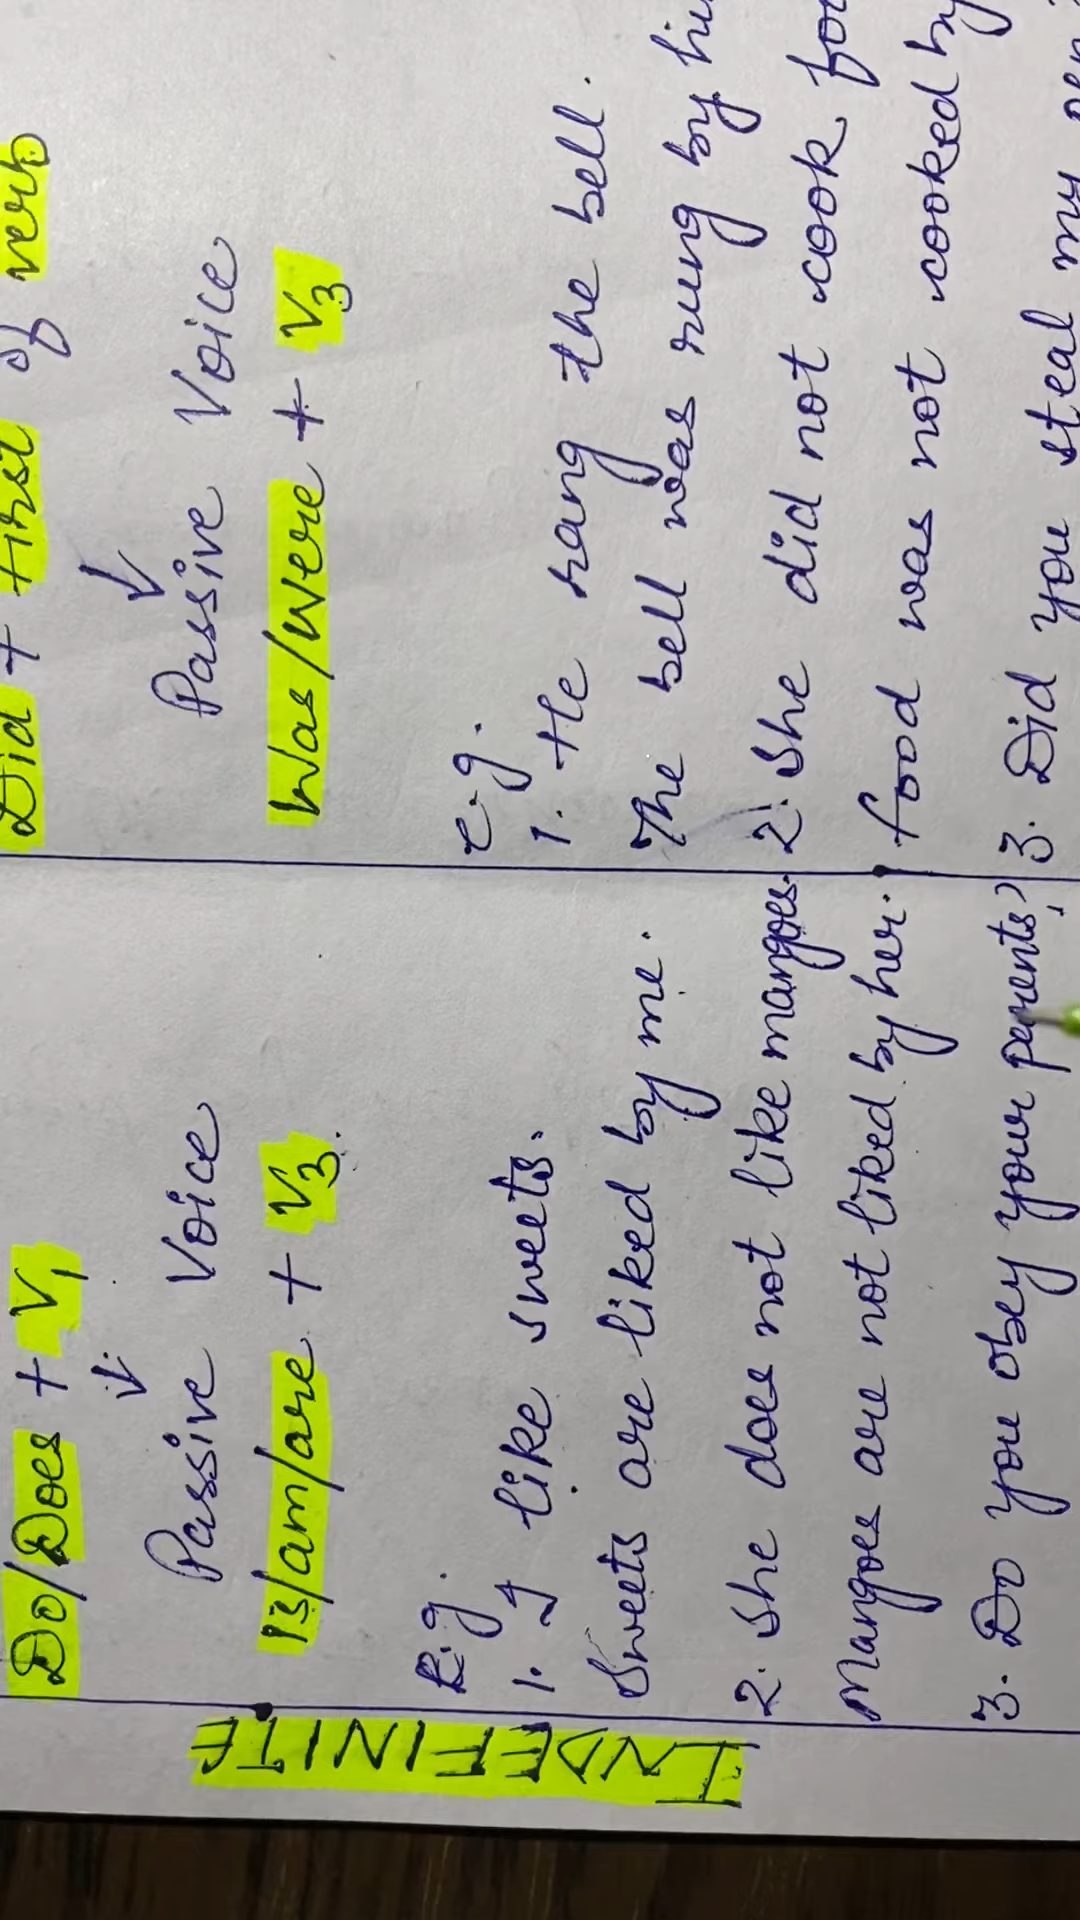 INDEFINITE
Do/Does + V1
↓
Passive Voice
Is/am/are + V3.
E.g.
1. I like sweets.
Sweets are liked by me.
2. She does not like mangoes.
Mangoes are not liked by her.
3. Do you obey your parents?
Did + first of verb
↓
Passive Voice
Was/Were + V3
e.g.
1. He rang the bell.
The bell was rung by
2. She did not cook
food was not cooked by
3. Did you steal my